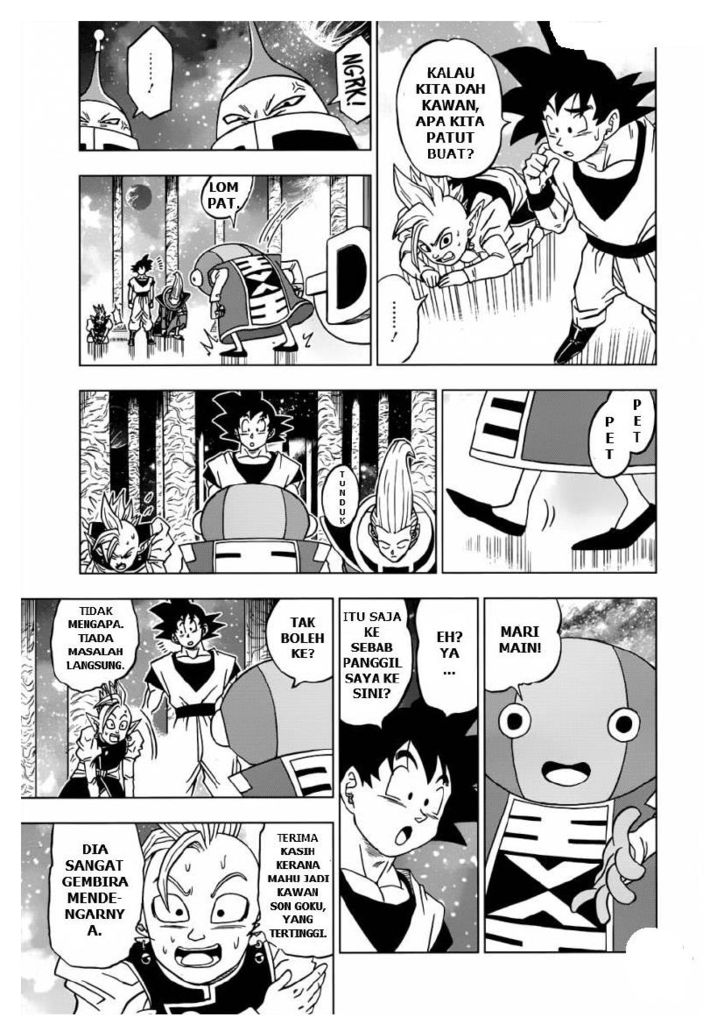 KALAU
KITA DAH
KAWAN,
APA KITA
PATUT
BUAT?
......!
NGRK!
......!
LOM
PAT.
PET
PET
TUNDUK
MARI
MAIN!
EH?
YA
...
ITU SAJA
KE
SEBAB
PANGGIL
SAYA KE
SINI?
TAK
BOLEH
KE?
TIDAK
MENGAPA.
TIADA
MASALAH
LANGSUNG.
TERIMA
KASIH
KERANA
MAHU JADI
KAWAN
SON GOKU,
YANG
TERTINGGI.
DIA
SANGAT
GEMBIRA
MENDE-
NGARNY
A.